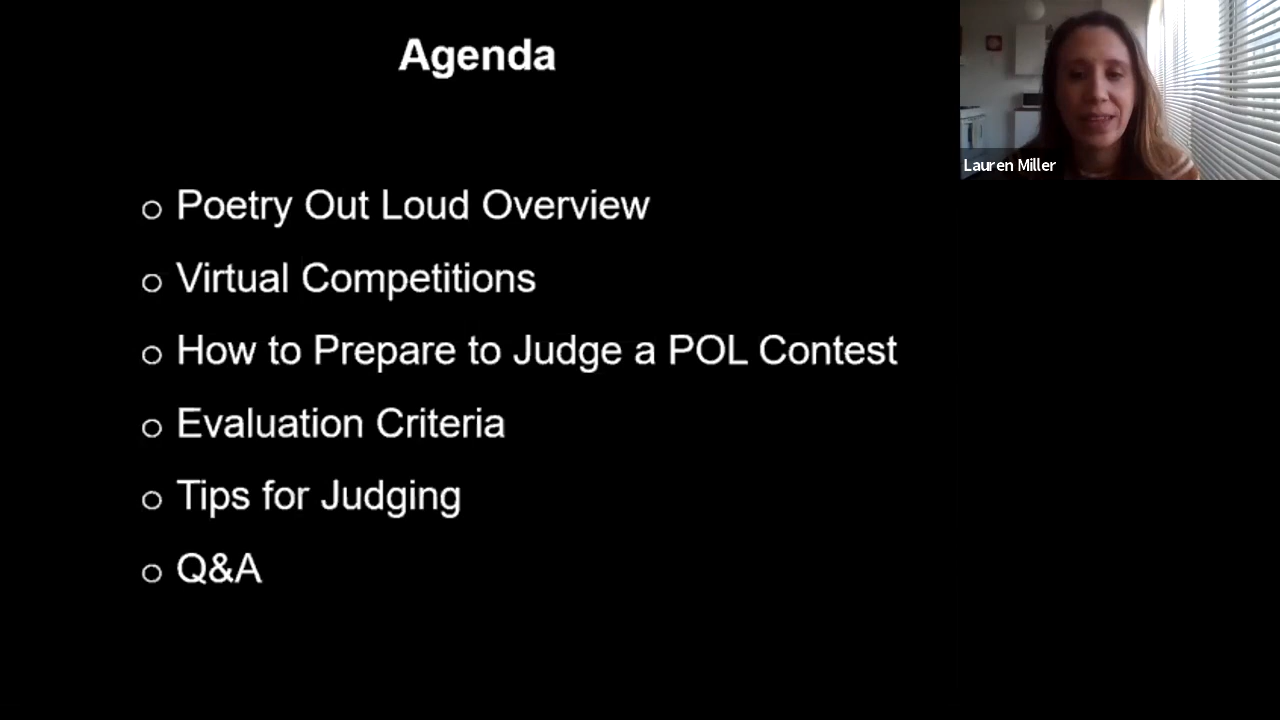 Agenda
Lauren Miller
o Poetry Out Loud Overview
o Virtual Competitions
o How to Prepare to Judge a POL Contest
o Evaluation Criteria
o Tips for Judging
o Q&A